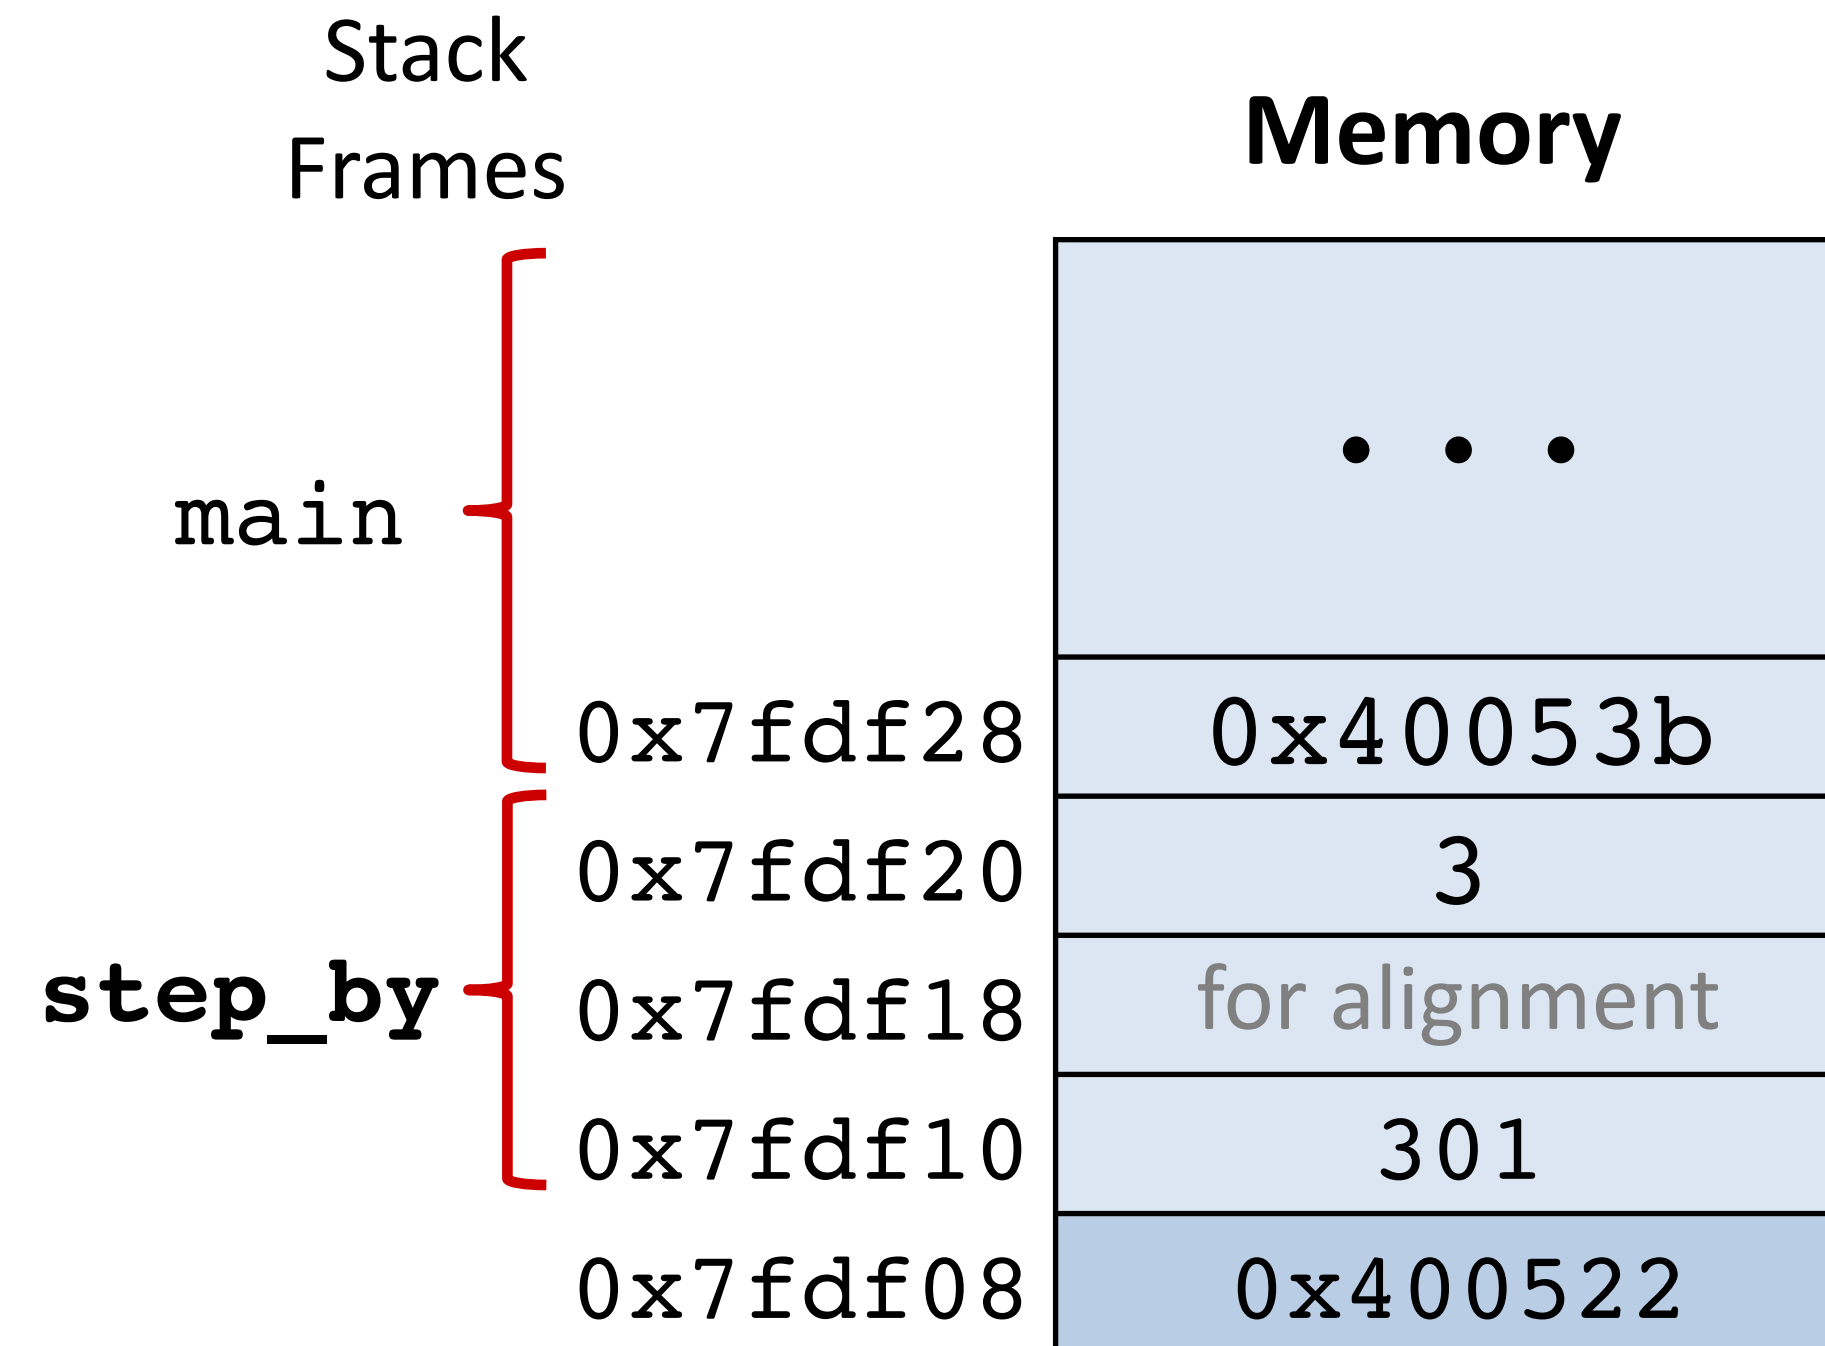 Stack
Frames
Memory
. . .
main
0x7fdf28 0x40053b
0x7fdf20 3
step_by
0x7fdf18 for alignment
0x7fdf10 301
0x7fdf08 0x400522